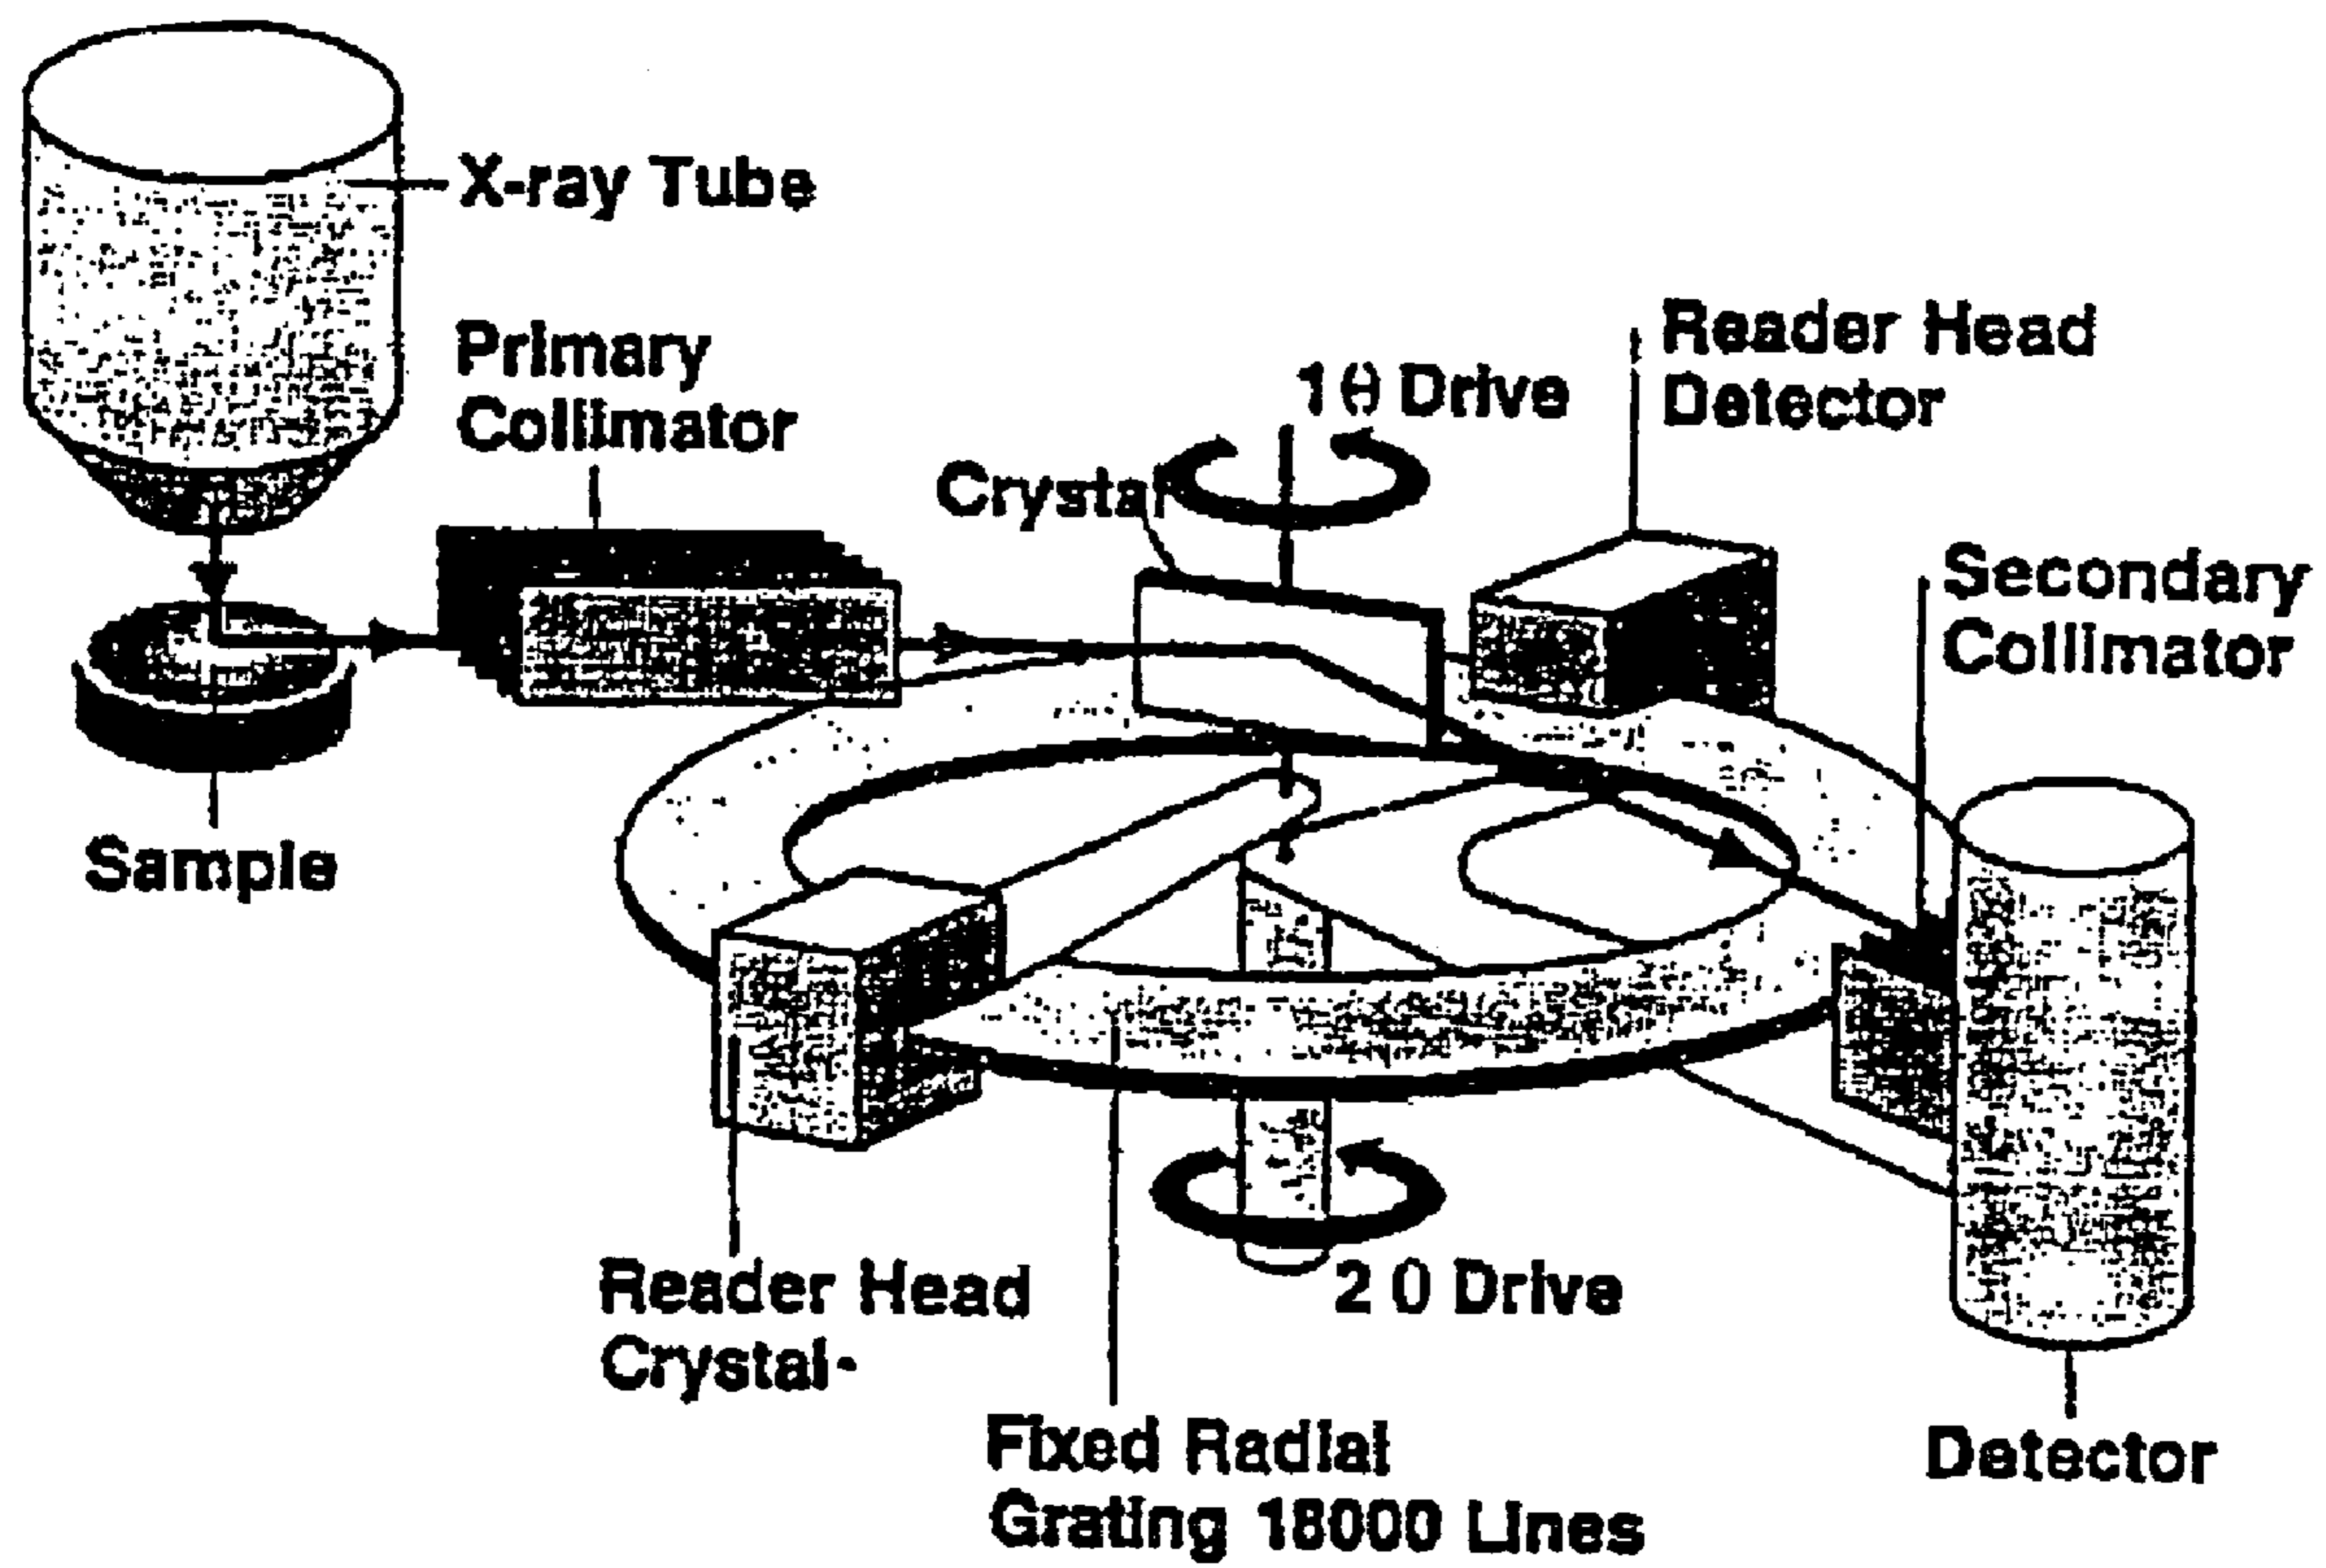 X-ray Tube
Primary
Collimator
Reader Head
Detector
1 θ Drive
Crystal
Secondary
Collimator
Sample
Reader Head
Crystal-
2 0 Drive
Fixed Radial
Grating 18000 Lines
Detector